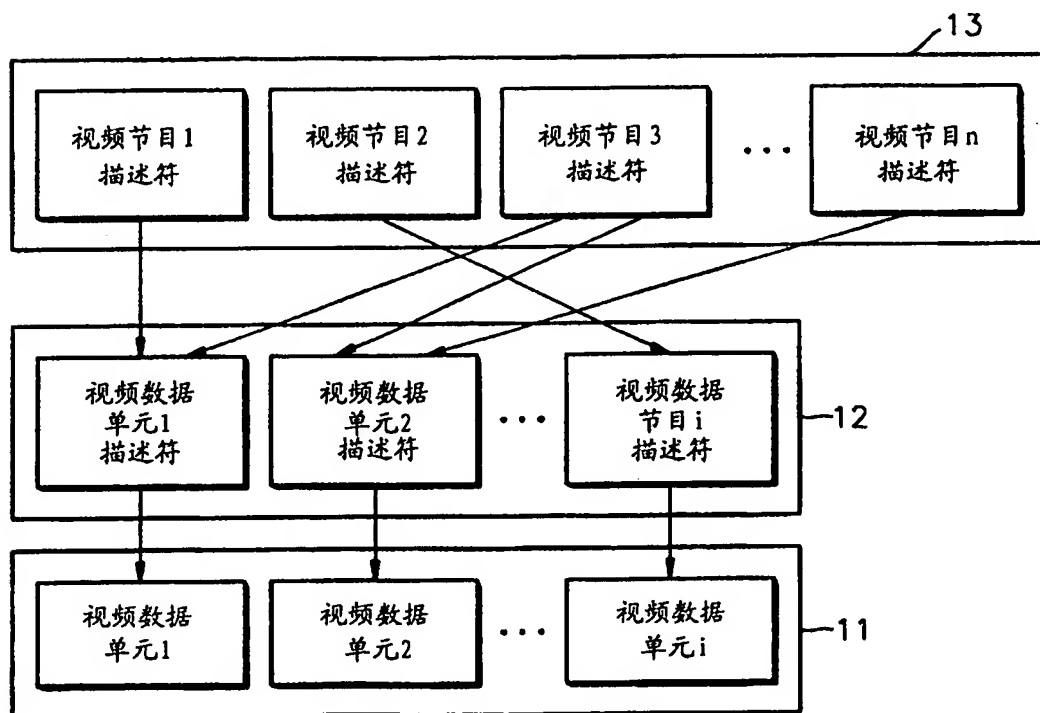 13
视频节目1
描述符
视频节目2
描述符
视频节目3
描述符
...
视频节目n
描述符
视频数据
单元1
描述符
视频数据
单元2
描述符
...
视频数据
节目i
描述符
12
视频数据
单元1
视频数据
单元2
...
视频数据
单元i
11